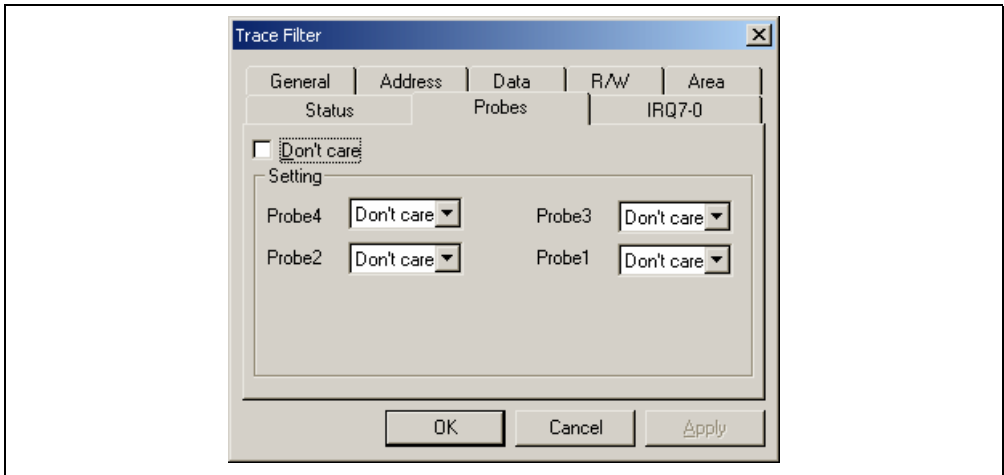 Trace Filter
General Address Data R/W Area
Status Probes IRQ7-0
Don't care
Setting
Probe4 Don't care Probe3 Don't care
Probe2 Don't care Probe1 Don't care
OK Cancel Apply